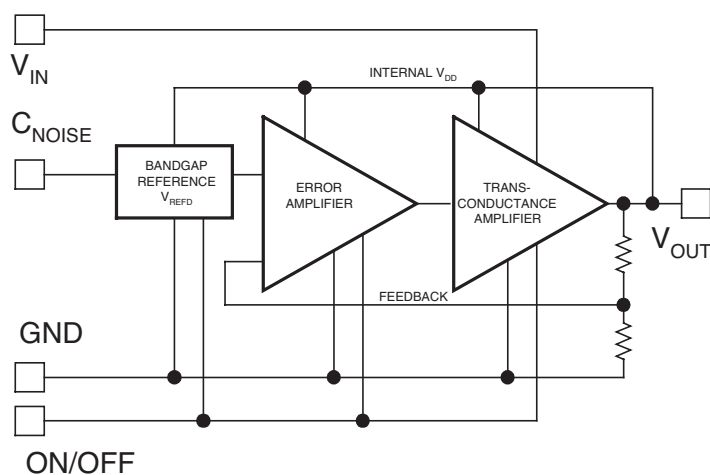 V_IN
INTERNAL V_DD
C_NOISE
BANDGAP
REFERENCE
V_REFD
ERROR
AMPLIFIER
TRANS-
CONDUCTANCE
AMPLIFIER
V_OUT
FEEDBACK
GND
ON/OFF